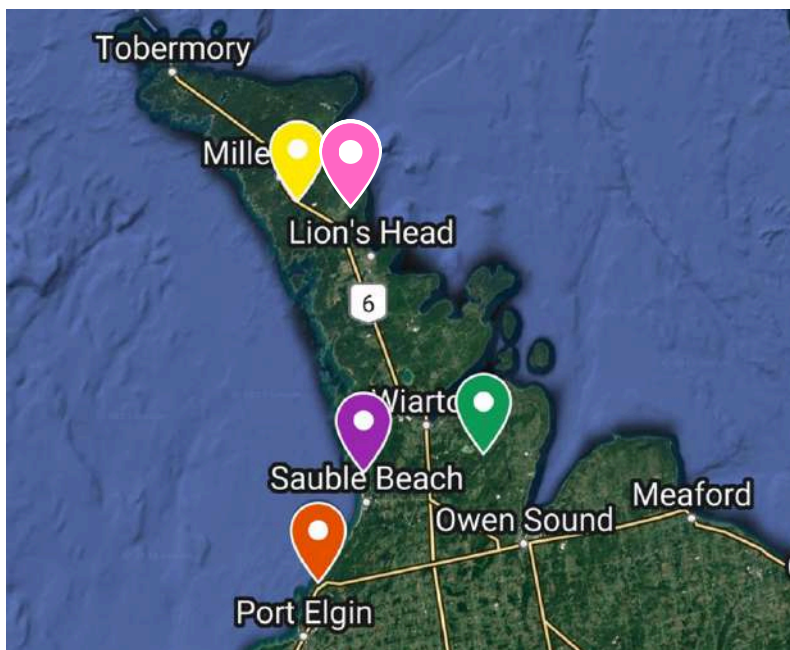 Tobermory
Mille
Lion's Head
6
Wiarto
Sauble Beach
Meaford
Owen Sound
Port Elgin